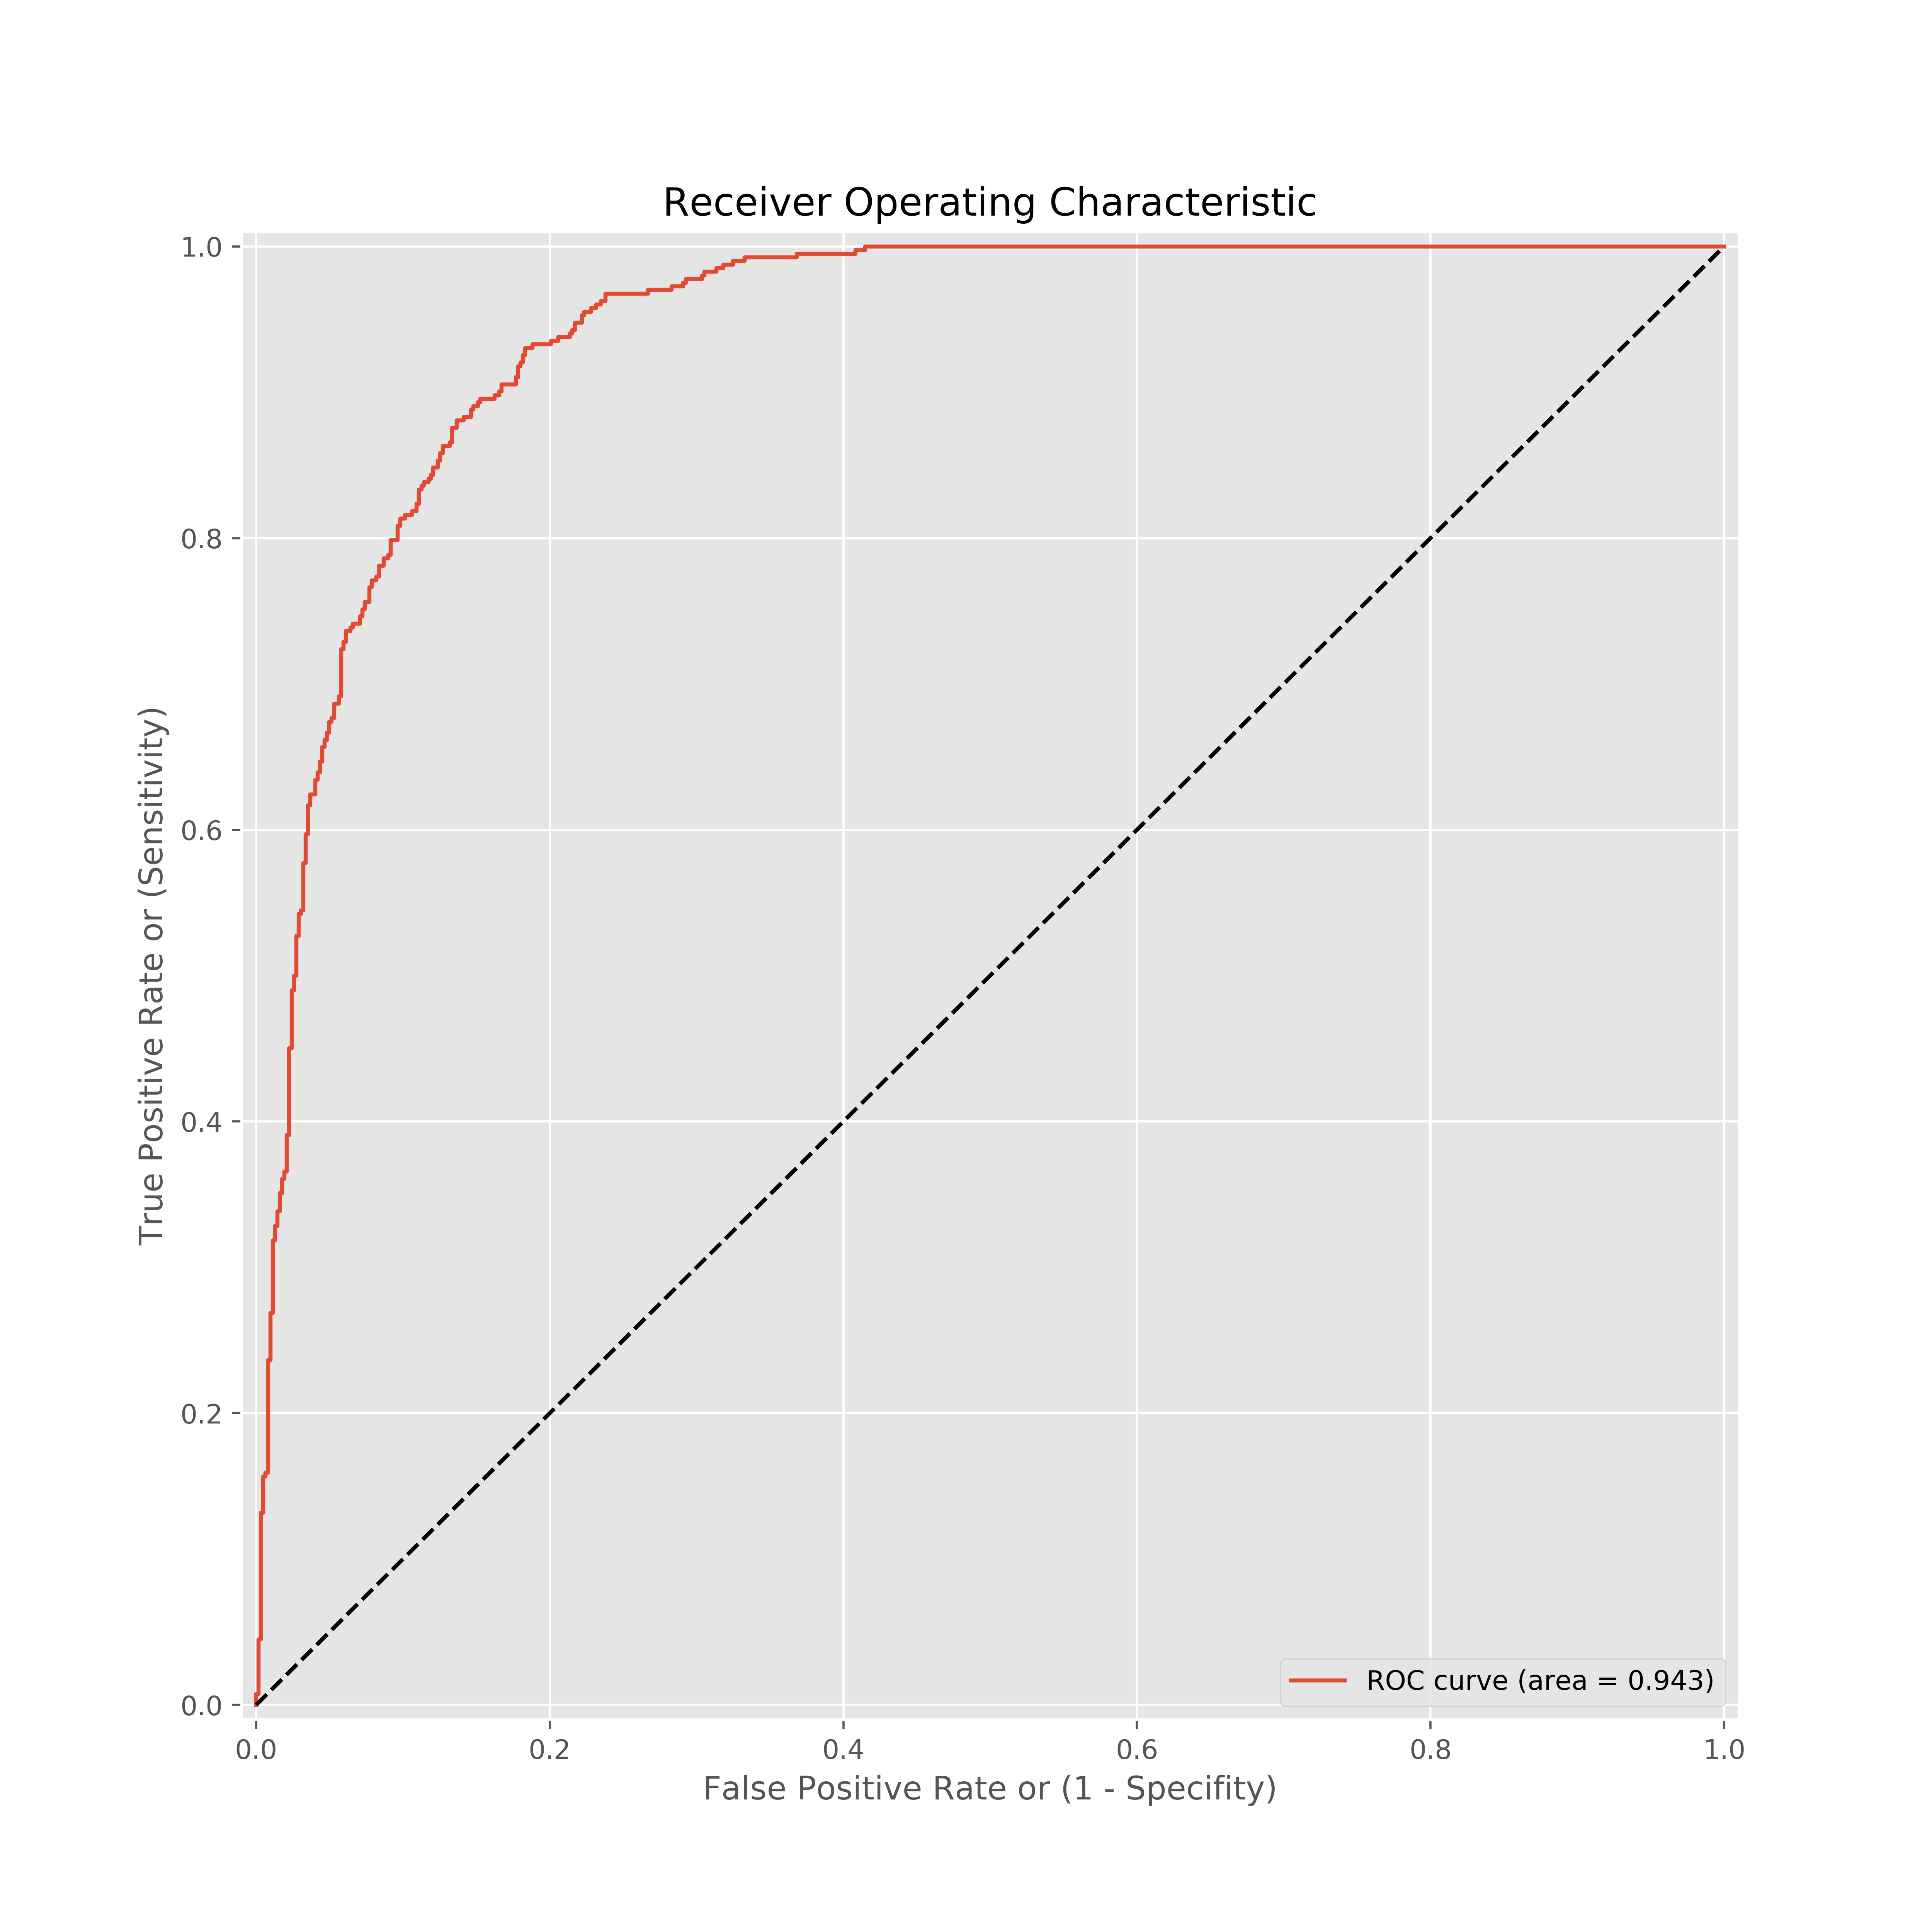 Receiver Operating Characteristic
1.0
0.8
0.6
0.4
0.2
0.0
True Positive Rate or (Sensitivity)
ROC curve (area = 0.943)
0.0 0.2 0.4 0.6 0.8 1.0
False Positive Rate or (1 - Specifity)